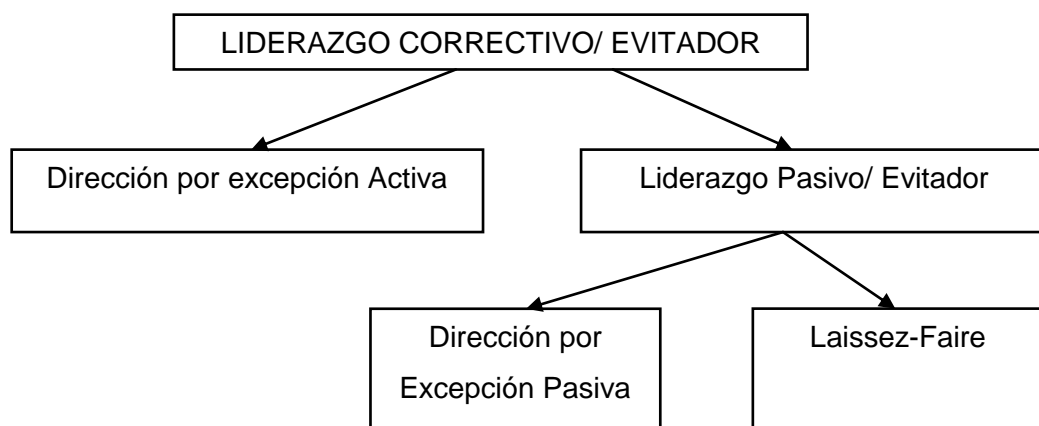 LIDERAZGO CORRECTIVO/ EVITADOR
Dirección por excepción Activa
Liderazgo Pasivo/ Evitador
Dirección por
Excepción Pasiva
Laissez-Faire